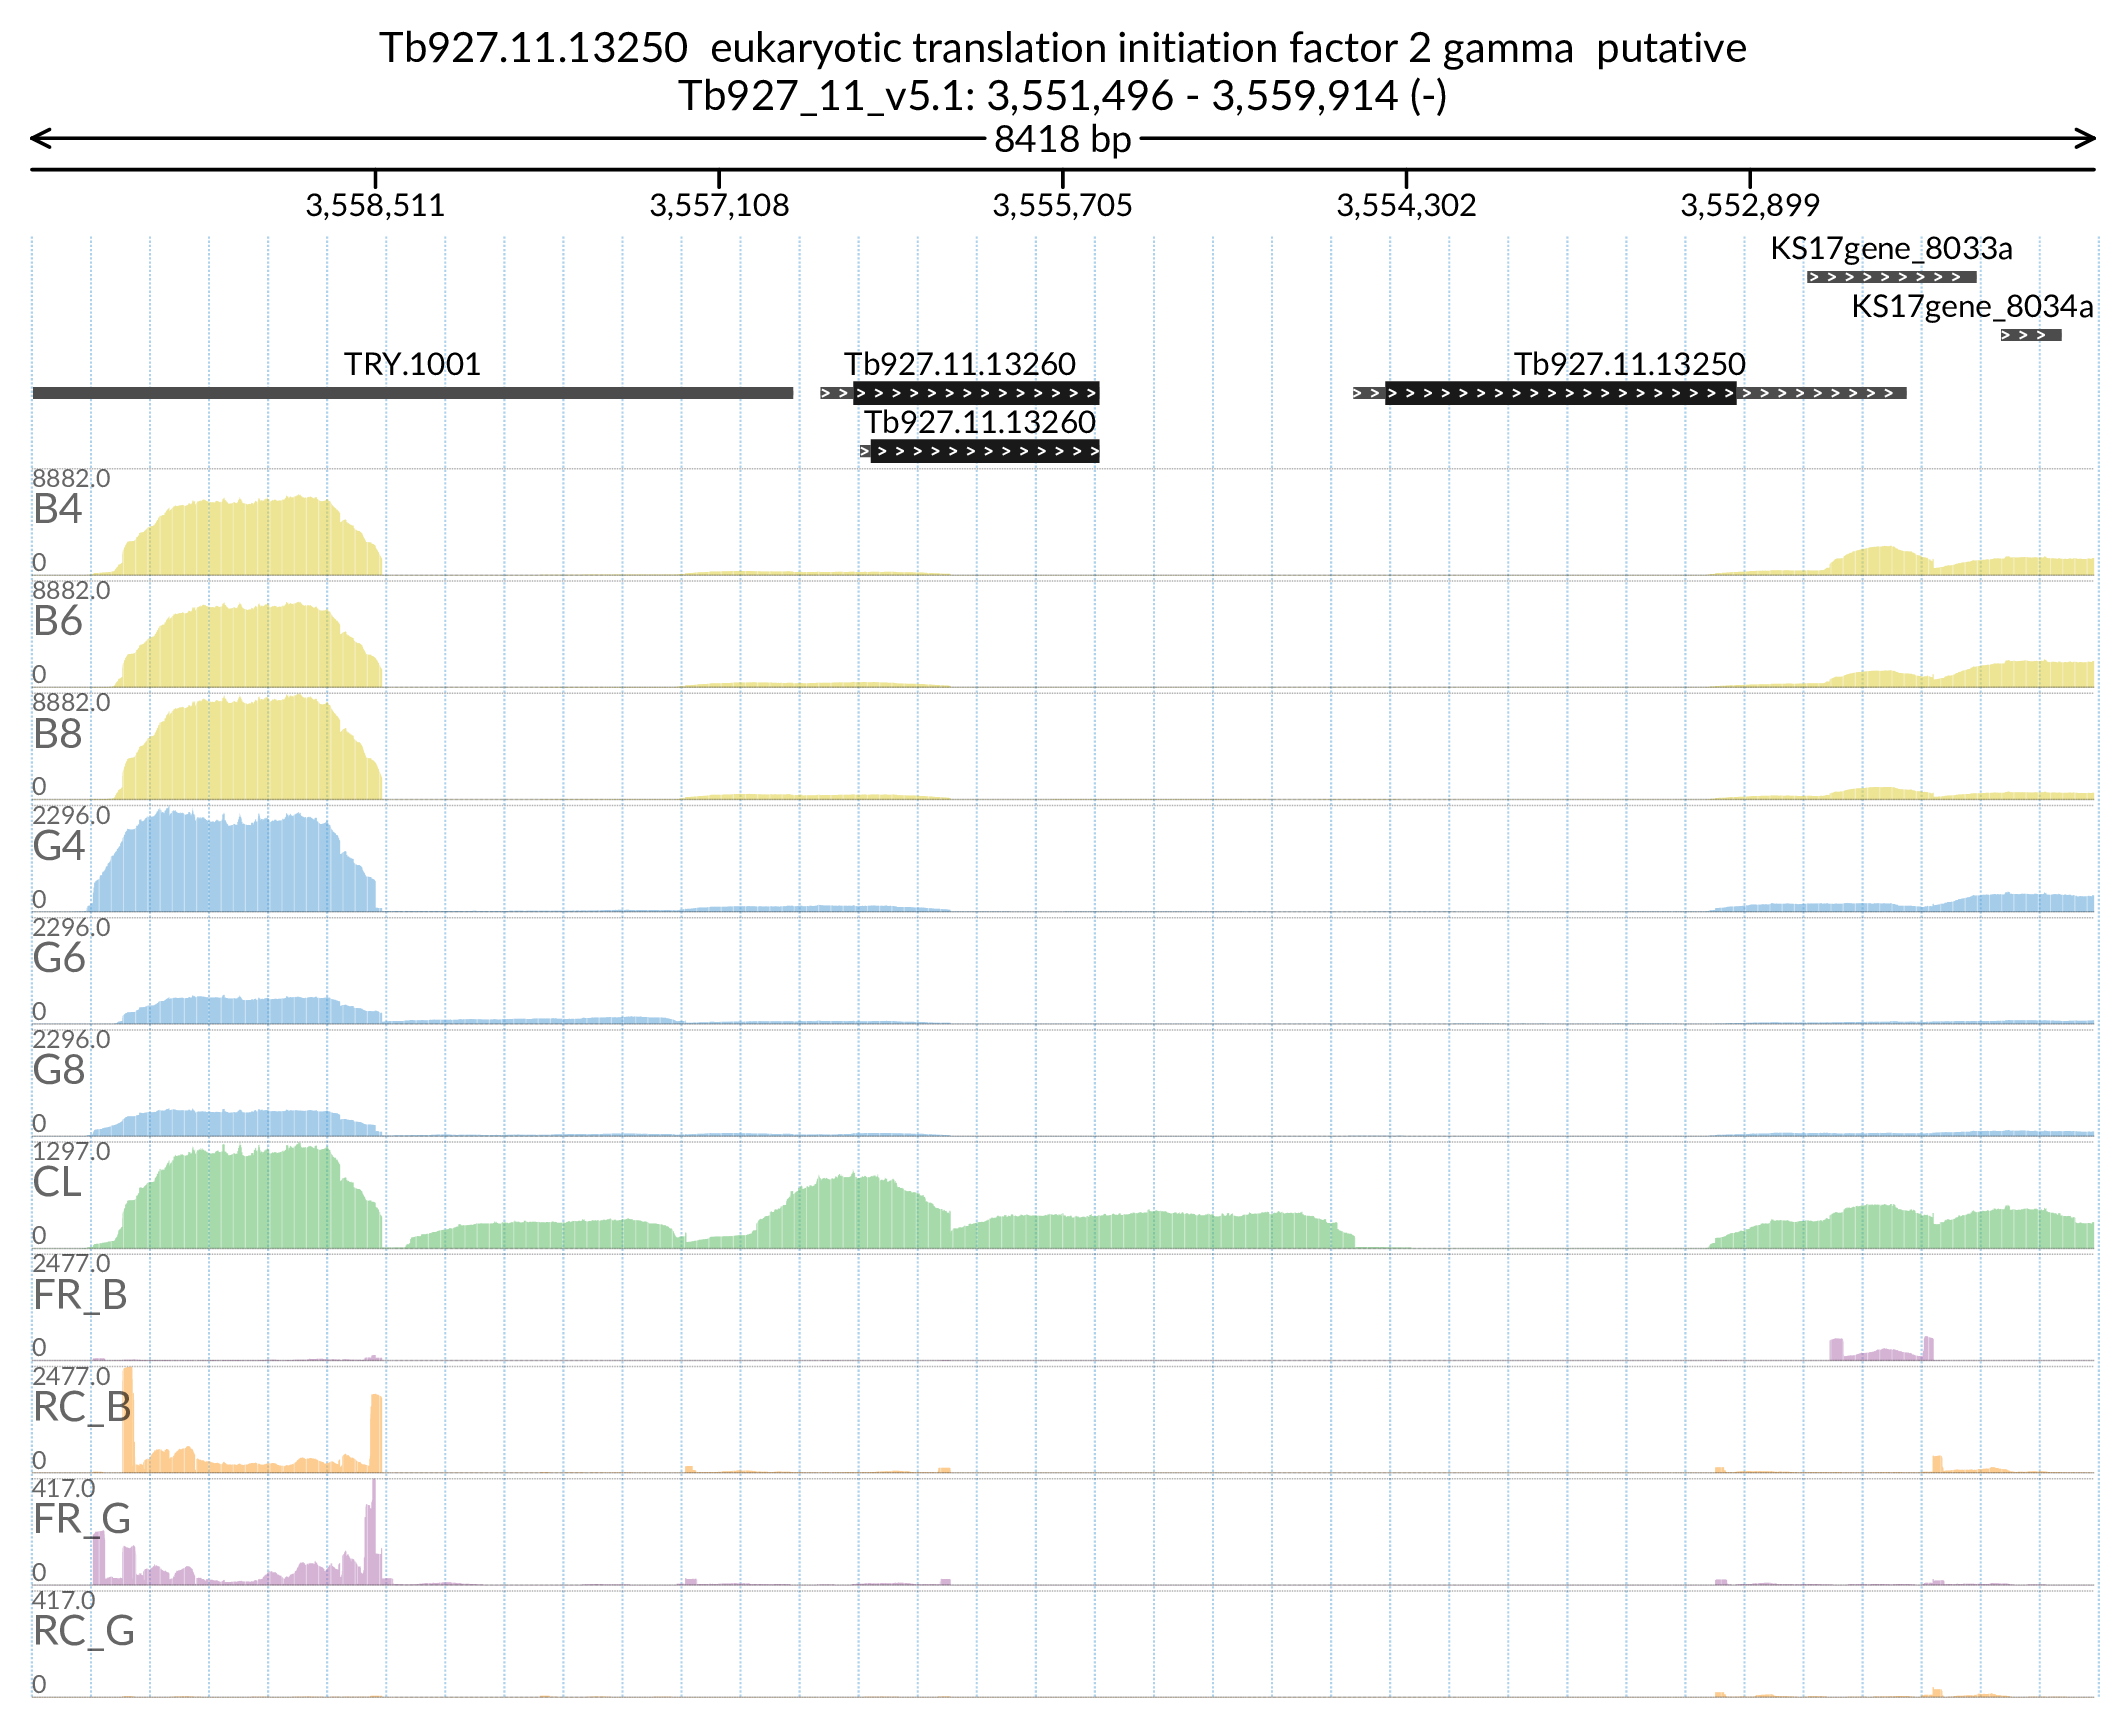 Tb927.11.13250  eukaryotic translation initiation factor 2 gamma  putative
Tb927_11_v5.1: 3,551,496 - 3,559,914 (-)
8418 bp
3,558,511 3,557,108 3,555,705 3,554,302 3,552,899
KS17gene_8033a
KS17gene_8034a
TRY.1001 Tb927.11.13260 Tb927.11.13250
Tb927.11.13260
8882.0
B4
0
8882.0
B6
0
8882.0
B8
0
2296.0
G4
0
2296.0
G6
0
2296.0
G8
0
1297.0
CL
0
2477.0
FR_B
0
2477.0
RC_B
0
417.0
FR_G
0
417.0
RC_G
0